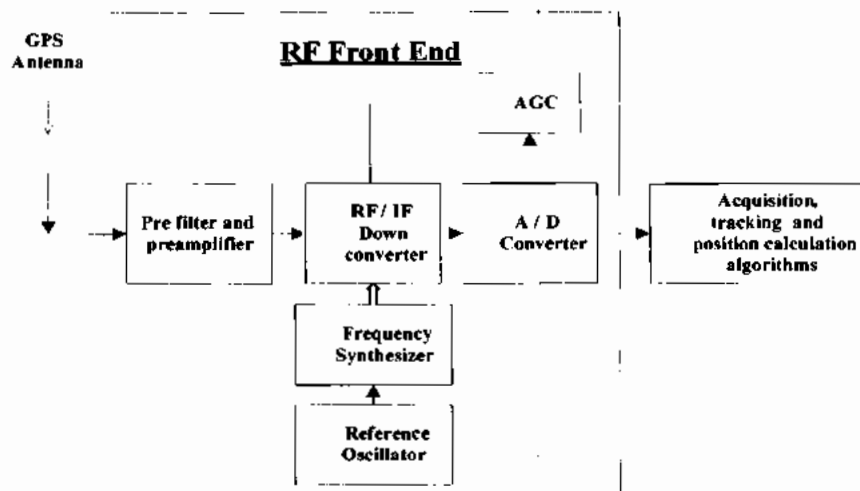 GPS
Antenna
RF Front End
AGC
Pre filter and
preamplifier
RF / IF
Down
converter
A / D
Converter
Acquisition,
tracking and
position calculation
algorithms
Frequency
Synthesizer
Reference
Oscillator